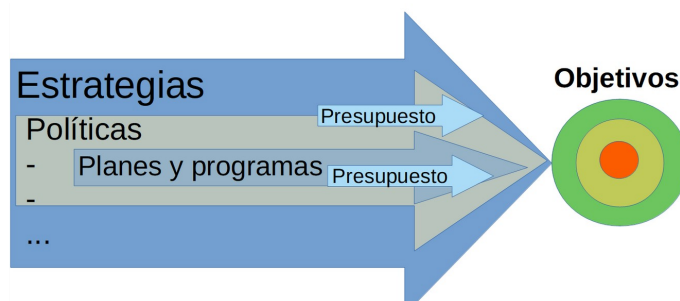 Estrategias
Objetivos
Presupuesto
Políticas
-
Planes y programas
Presupuesto
-
...